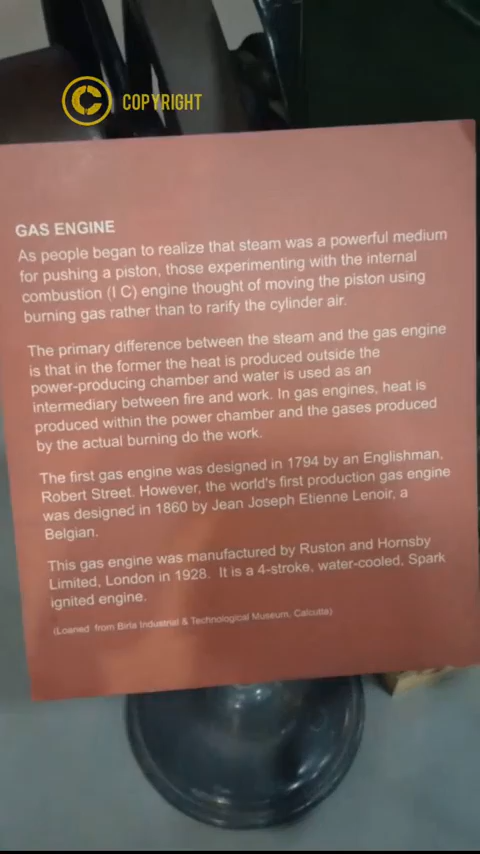 COPYRIGHT
GAS ENGINE
As people began to realize that steam was a powerful medium
for pushing a piston, those experimenting with the internal
combustion (I C) engine thought of moving the piston using
burning gas rather than to rarify the cylinder air.
The primary difference between the steam and the gas engine
is that in the former the heat is produced outside the
power-producing chamber and water is used as an
intermediary between fire and work. In gas engines, heat is
produced within the power chamber and the gases produced
by the actual burning do the work.
The first gas engine was designed in 1794 by an Englishman,
Robert Street. However, the world's first production gas engine
was designed in 1860 by Jean Joseph Etienne Lenoir, a
Belgian.
This gas engine was manufactured by Ruston and Hornsby
Limited, London in 1928. It is a 4-stroke, water-cooled, Spark
ignited engine.
(Loaned from Birla Industrial & Technological Museum, Calcutta)